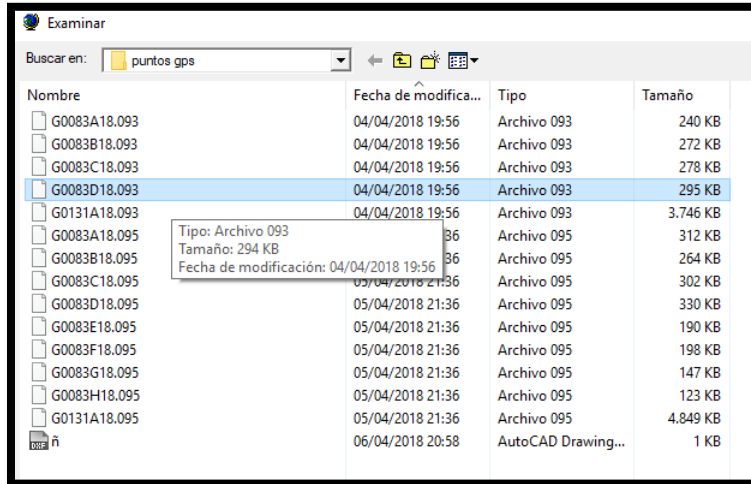 Examinar
Buscar en: puntos gps
Nombre Fecha de modifica... Tipo Tamaño
G0083A18.093 04/04/2018 19:56 Archivo 093 240 KB
G0083B18.093 04/04/2018 19:56 Archivo 093 272 KB
G0083C18.093 04/04/2018 19:56 Archivo 093 278 KB
G0083D18.093 04/04/2018 19:56 Archivo 093 295 KB
G0131A18.093 04/04/2018 19:56 Archivo 093 3.746 KB
G0083A18.095 36 Archivo 095 312 KB
Tipo: Archivo 093
Tamaño: 294 KB
Fecha de modificación: 04/04/2018 19:56
G0083B18.095 36 Archivo 095 264 KB
G0083C18.095 05/04/2018 21:36 Archivo 095 302 KB
G0083D18.095 05/04/2018 21:36 Archivo 095 330 KB
G0083E18.095 05/04/2018 21:36 Archivo 095 190 KB
G0083F18.095 05/04/2018 21:36 Archivo 095 198 KB
G0083G18.095 05/04/2018 21:36 Archivo 095 147 KB
G0083H18.095 05/04/2018 21:36 Archivo 095 123 KB
G0131A18.095 05/04/2018 21:36 Archivo 095 4.849 KB
DXF ñ 06/04/2018 20:58 AutoCAD Drawing... 1 KB